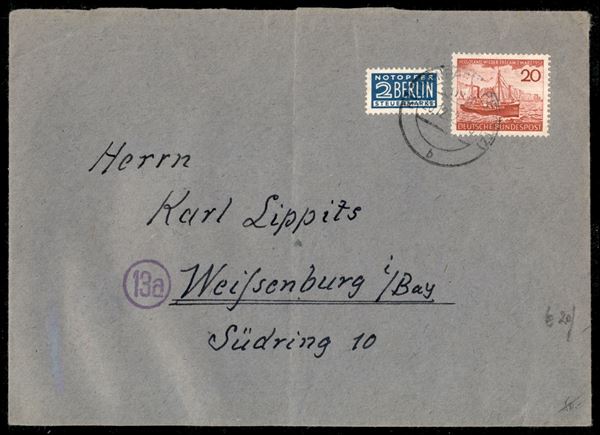 NOTOPFER
2 BERLIN
STEUERMARKE
20
DEUTSCHE BUNDESPOST
Herrn
Karl Lippits
13a
Weißenburg i/Bay
Südring 10